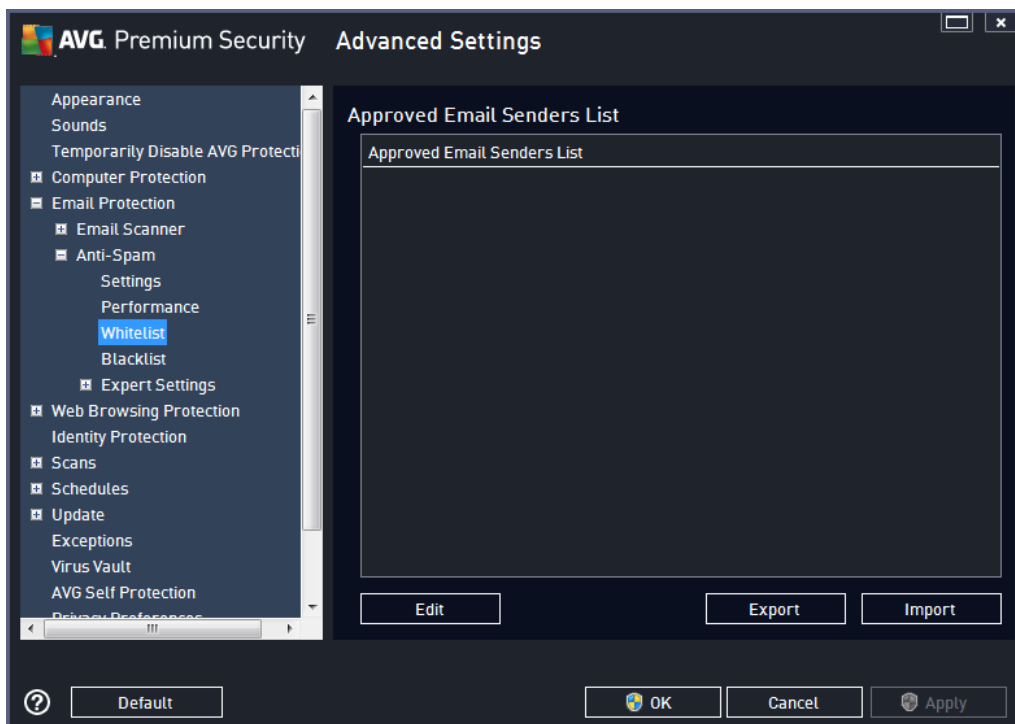 AVG. Premium Security
Advanced Settings
Appearance
Sounds
Temporarily Disable AVG Protecti
Computer Protection
Email Protection
Email Scanner
Anti-Spam
Settings
Performance
Whitelist
Blacklist
Expert Settings
Web Browsing Protection
Identity Protection
Scans
Schedules
Update
Exceptions
Virus Vault
AVG Self Protection
Privacy Preferences
Approved Email Senders List
Approved Email Senders List
Edit
Export
Import
? Default
OK
Cancel
Apply